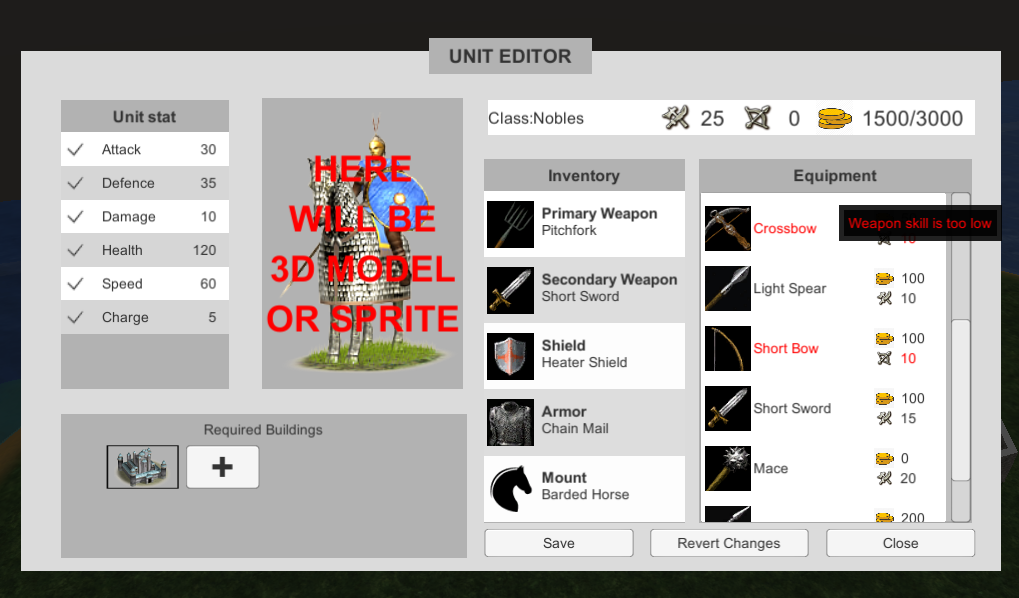 UNIT EDITOR
Unit stat
Attack 30
Defence 35
Damage 10
Health 120
Speed 60
Charge 5
HERE
WILL BE
3D MODEL
OR SPRITE
Class:Nobles 25 0 1500/3000
Inventory
Primary Weapon
Pitchfork
Secondary Weapon
Short Sword
Shield
Heater Shield
Armor
Chain Mail
Mount
Barded Horse
Equipment
Weapon skill is too low
Crossbow
10
Light Spear
100
10
Short Bow
100
10
Short Sword
100
15
Mace
0
20
200
Required Buildings
+
Save
Revert Changes
Close